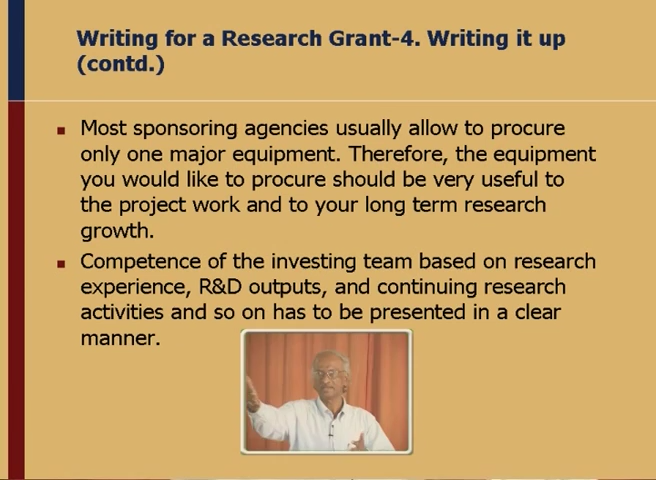 Writing for a Research Grant-4. Writing it up
(contd.)
Most sponsoring agencies usually allow to procure
only one major equipment. Therefore, the equipment
you would like to procure should be very useful to
the project work and to your long term research
growth.
Competence of the investing team based on research
experience, R&D outputs, and continuing research
activities and so on has to be presented in a clear
manner.